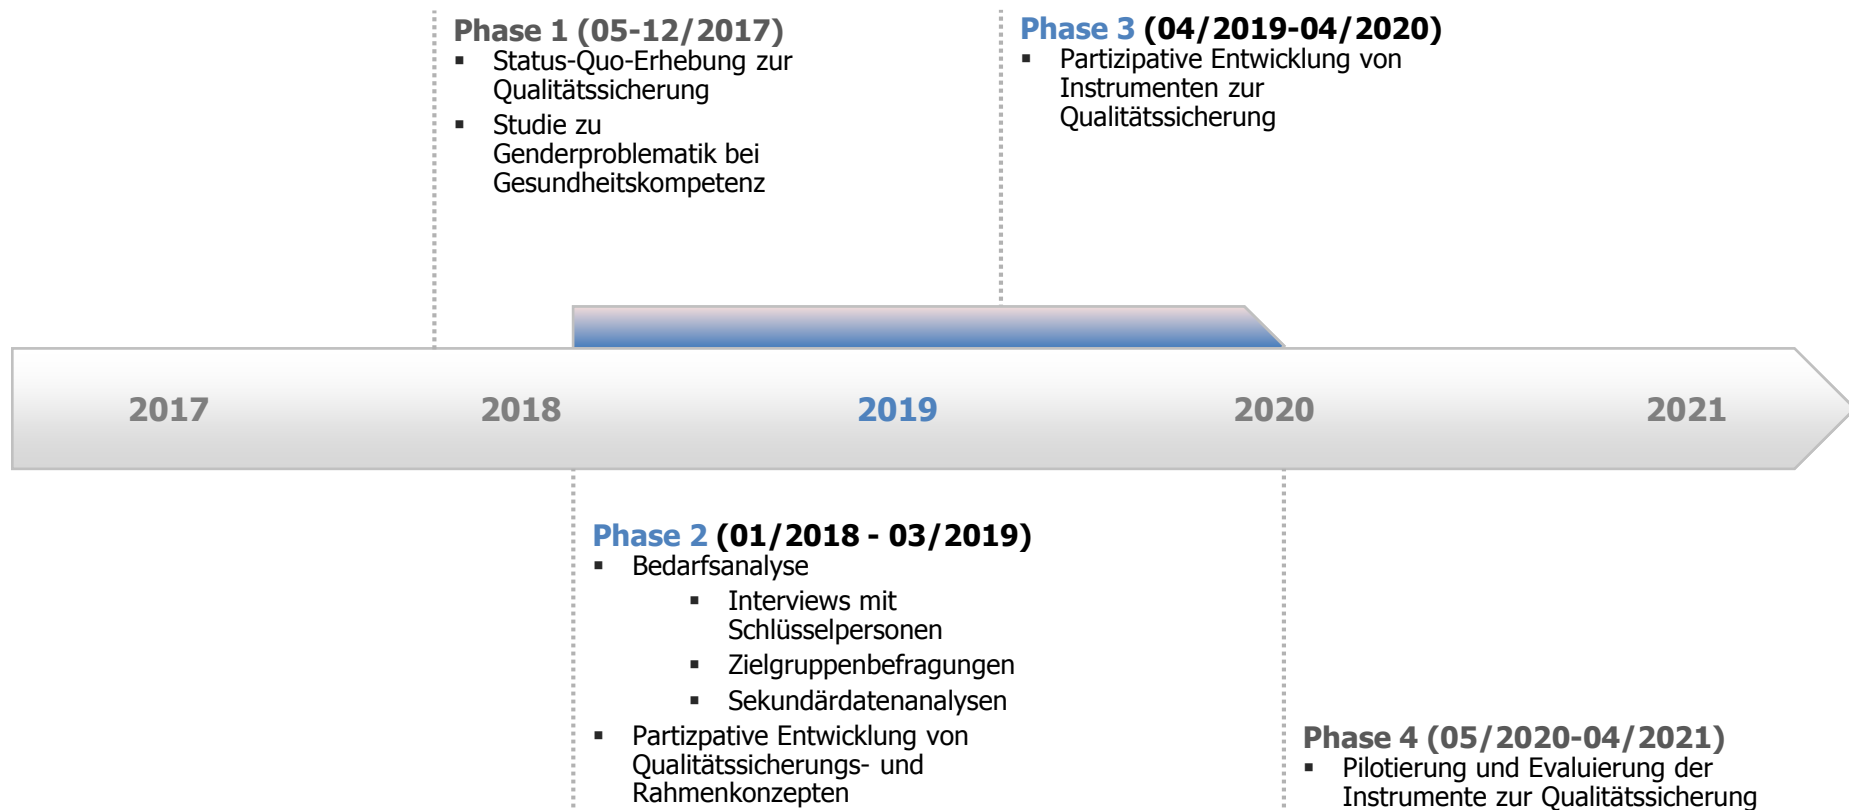 Phase 1 (05-12/2017)
▪ Status-Quo-Erhebung zur
Qualitätssicherung
▪ Studie zu
Genderproblematik bei
Gesundheitskompetenz
Phase 3 (04/2019-04/2020)
▪ Partizipative Entwicklung von
Instrumenten zur
Qualitätssicherung
2017 2018 2019 2020 2021
Phase 2 (01/2018 - 03/2019)
▪ Bedarfsanalyse
▪ Interviews mit
Schlüsselpersonen
▪ Zielgruppenbefragungen
▪ Sekundärdatenanalysen
▪ Partizpative Entwicklung von
Qualitätssicherungs- und
Rahmenkonzepten
Phase 4 (05/2020-04/2021)
▪ Pilotierung und Evaluierung der
Instrumente zur Qualitätssicherung